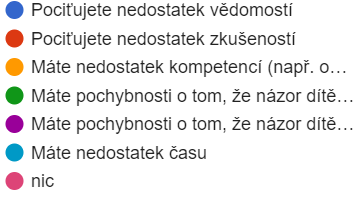 Pociťujete nedostatek vědomostí
Pociťujete nedostatek zkušeností
Máte nedostatek kompetencí (např. o…
Máte pochybnosti o tom, že názor dítě…
Máte pochybnosti o tom, že názor dítě…
Máte nedostatek času
nic